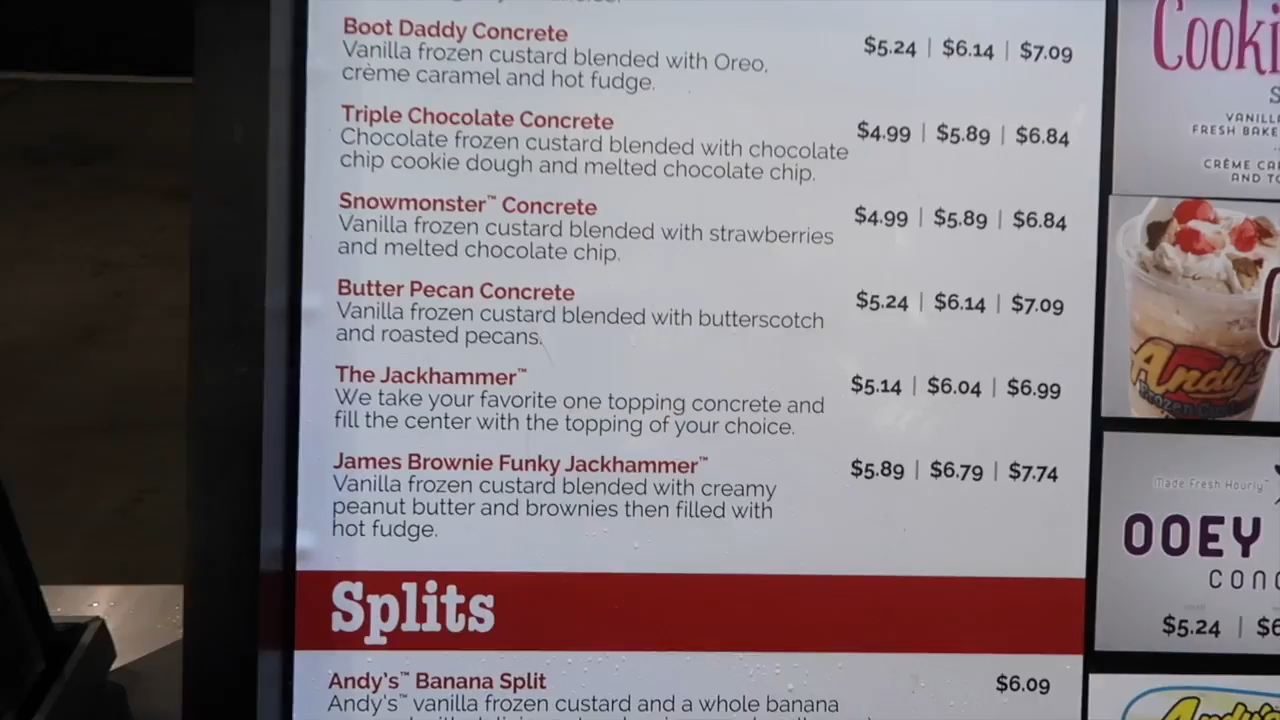 Boot Daddy Concrete
$5.24 | $6.14 | $7.09
Vanilla frozen custard blended with Oreo,
crème caramel and hot fudge.
Triple Chocolate Concrete
$4.99 | $5.89 | $6.84
Chocolate frozen custard blended with chocolate
chip cookie dough and melted chocolate chip.
Snowmonster™ Concrete
$4.99 | $5.89 | $6.84
Vanilla frozen custard blended with strawberries
and melted chocolate chip.
Butter Pecan Concrete
$5.24 | $6.14 | $7.09
Vanilla frozen custard blended with butterscotch
and roasted pecans.
The Jackhammer™
$5.14 | $6.04 | $6.99
We take your favorite one topping concrete and
fill the center with the topping of your choice.
James Brownie Funky Jackhammer™
$5.89 | $6.79 | $7.74
Vanilla frozen custard blended with creamy
peanut butter and brownies then filled with
hot fudge.
Splits
Andy's™ Banana Split
$6.09
Andy's™ vanilla frozen custard and a whole banana
Cooki
VANILL
FRESH BAKE
CRÈME CA
AND TO
Andy's
Frozen Cus
Made Fresh Hourly™
OOEY
CONC
$5.24 | $6
Andy's